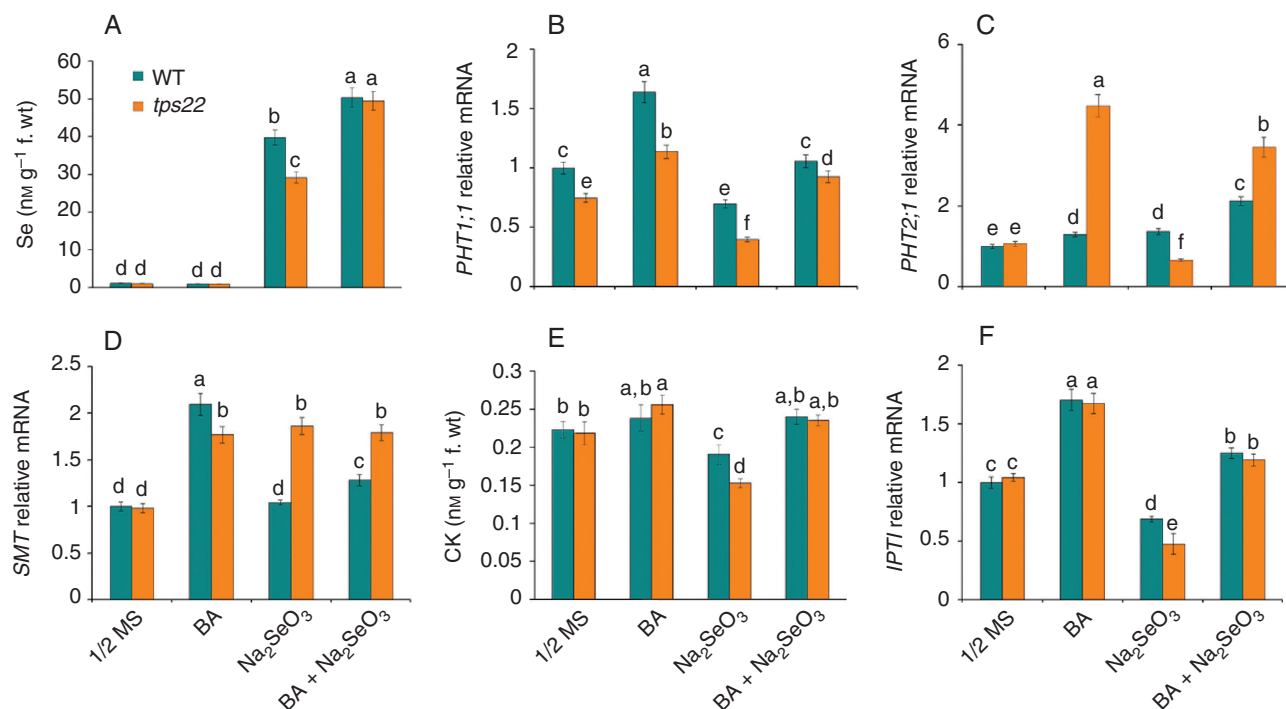 A
Se (nM g⁻¹ f. wt)
60
50
40
30
20
10
0
WT
tps22
d d
d d
b
c
a a
B
PHT1;1 relative mRNA
2
1.5
1
0.5
0
c
e
a
b
e
f
c
d
C
PHT2;1 relative mRNA
6
4
2
0
e e
d
a
d
f
c
b
D
SMT relative mRNA
2.5
2
1.5
1
0.5
0
d d
a
b
d
b
c
b
1/2 MS
BA
Na₂SeO₃
BA + Na₂SeO₃
E
CK (nM g⁻¹ f. wt)
0.3
0.25
0.2
0.15
0.1
0.05
0
b b
a,b
a
c
d
a,b
a,b
1/2 MS
BA
Na₂SeO₃
BA + Na₂SeO₃
F
IPTI relative mRNA
2
1.5
1
0.5
0
c c
a a
d
e
b b
1/2 MS
BA
Na₂SeO₃
BA + Na₂SeO₃